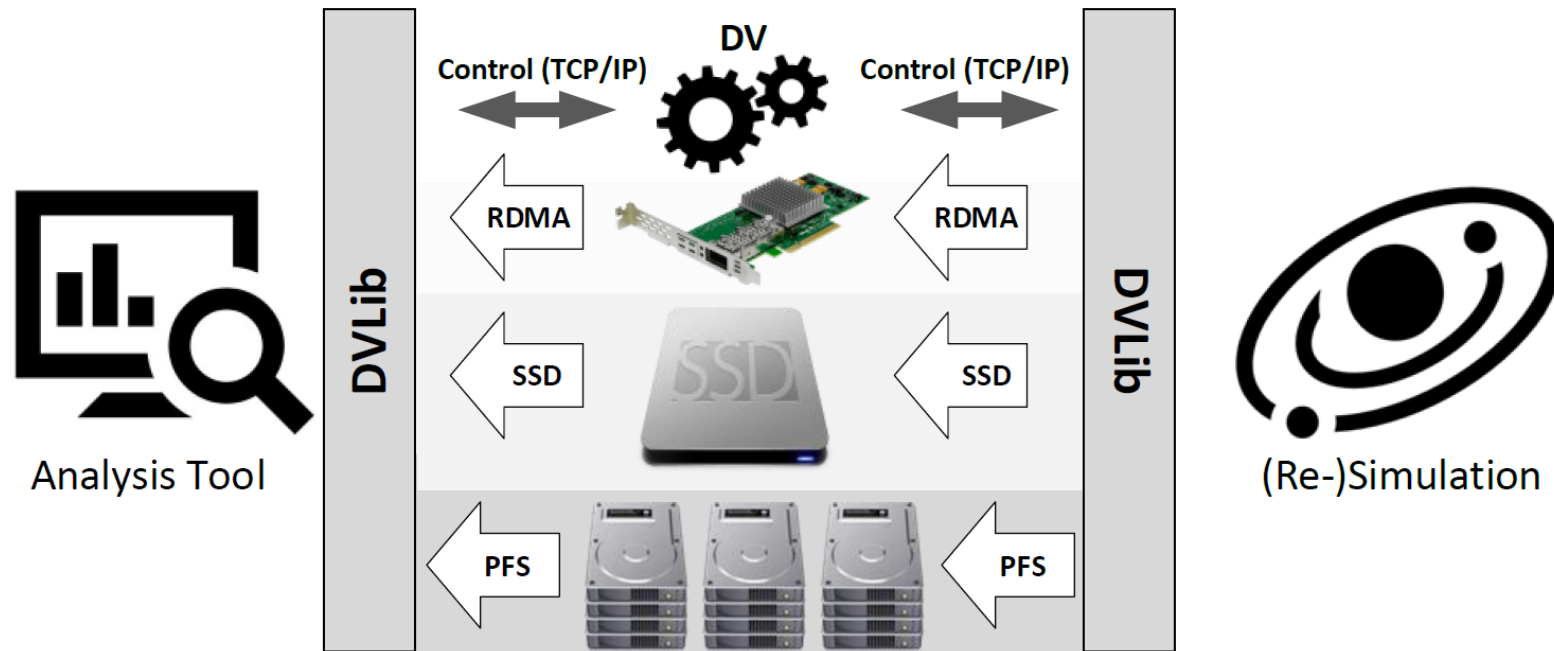 DV
Control (TCP/IP)
Control (TCP/IP)
RDMA
RDMA
DVLib
DVLib
SSD
SSD
SSD
Analysis Tool
(Re-)Simulation
PFS
PFS